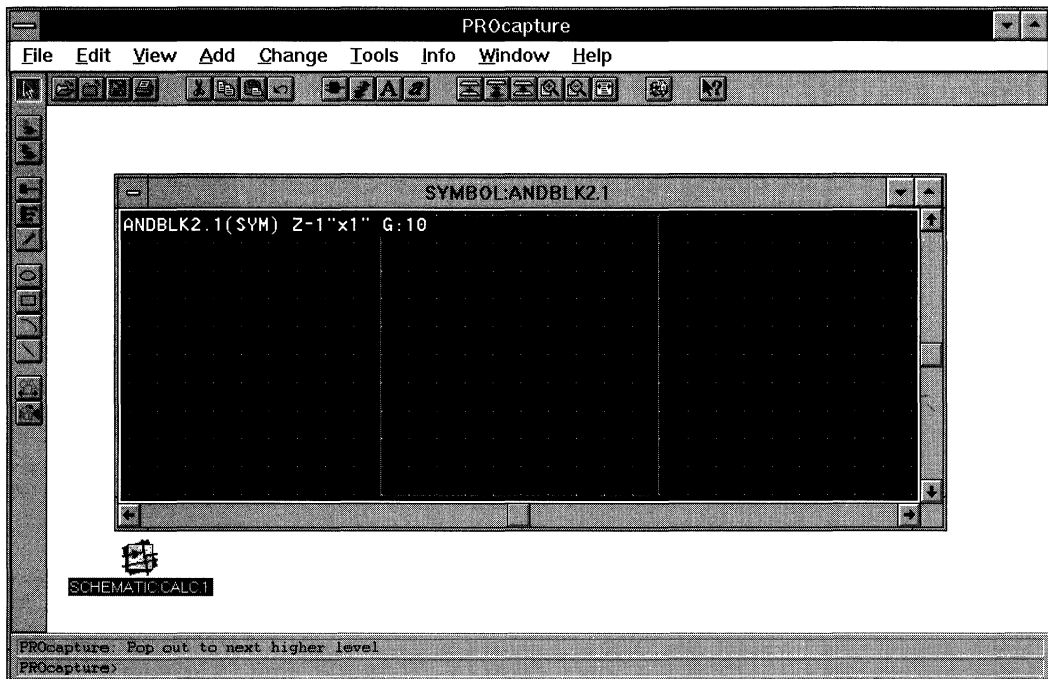 PROcapture
File Edit View Add Change Tools Info Window Help
SYMBOL:ANDBLK2.1
ANDBLK2.1(SYM) Z-1"x1" G:10
SCHEMATIC:CALC.1
PROcapture: Pop out to next higher level
PROcapture>